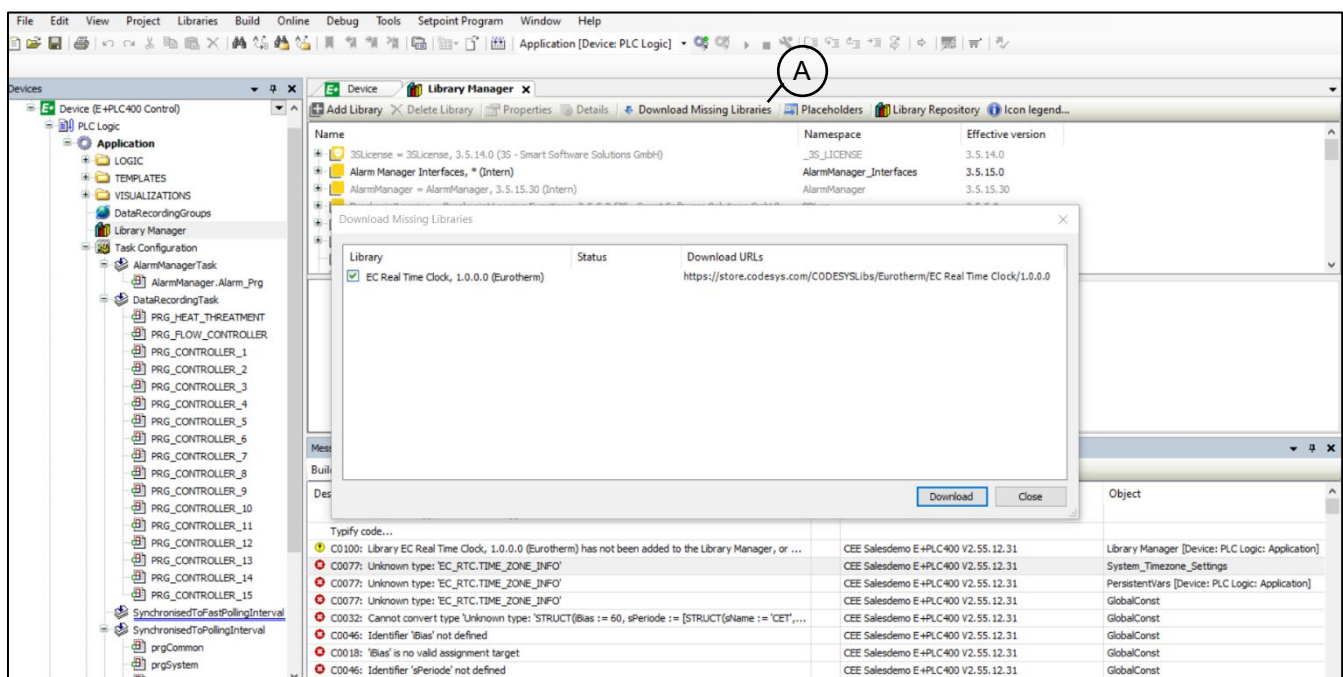 File Edit View Project Libraries Build Online Debug Tools Setpoint Program Window Help
Application [Device: PLC Logic]
A
Devices
Device (E+PLC400 Control)
PLC Logic
Application
LOGIC
TEMPLATES
VISUALIZATIONS
DataRecordingGroups
Library Manager
Task Configuration
AlarmManagerTask
AlarmManager.Alarm_Prg
DataRecordingTask
PRG_HEAT_THREATMENT
PRG_FLOW_CONTROLLER
PRG_CONTROLLER_1
PRG_CONTROLLER_2
PRG_CONTROLLER_3
PRG_CONTROLLER_4
PRG_CONTROLLER_5
PRG_CONTROLLER_6
PRG_CONTROLLER_7
PRG_CONTROLLER_8
PRG_CONTROLLER_9
PRG_CONTROLLER_10
PRG_CONTROLLER_11
PRG_CONTROLLER_12
PRG_CONTROLLER_13
PRG_CONTROLLER_14
PRG_CONTROLLER_15
SynchronisedToFastPollingInterval
SynchronisedToPollingInterval
prgCommon
prgSystem
Device Library Manager
Add Library Delete Library Properties Details Download Missing Libraries Placeholders Library Repository Icon legend...
Name Namespace Effective version
3SLicense = 3SLicense, 3.5.14.0 (3S - Smart Software Solutions GmbH) _3S_LICENSE 3.5.14.0
Alarm Manager Interfaces, * (Intern) AlarmManager_Interfaces 3.5.15.0
AlarmManager = AlarmManager, 3.5.15.30 (Intern) AlarmManager 3.5.15.30
Download Missing Libraries
Library Status Download URLs
EC Real Time Clock, 1.0.0.0 (Eurotherm) https://store.codesys.com/CODESYSLibs/Eurotherm/EC Real Time Clock/1.0.0.0
Download Close
Mess
Build
Des Object
Typify code...
C0100: Library EC Real Time Clock, 1.0.0.0 (Eurotherm) has not been added to the Library Manager, or ... CEE Salesdemo E+PLC400 V2.55.12.31 Library Manager [Device: PLC Logic: Application]
C0077: Unknown type: 'EC_RTC.TIME_ZONE_INFO' CEE Salesdemo E+PLC400 V2.55.12.31 System_Timezone_Settings
C0077: Unknown type: 'EC_RTC.TIME_ZONE_INFO' CEE Salesdemo E+PLC400 V2.55.12.31 PersistentVars [Device: PLC Logic: Application]
C0077: Unknown type: 'EC_RTC.TIME_ZONE_INFO' CEE Salesdemo E+PLC400 V2.55.12.31 GlobalConst
C0032: Cannot convert type 'Unknown type: 'STRUCT(iBias := 60, sPeriode := [STRUCT(sName := 'CET',... CEE Salesdemo E+PLC400 V2.55.12.31 GlobalConst
C0046: Identifier 'iBias' not defined CEE Salesdemo E+PLC400 V2.55.12.31 GlobalConst
C0018: 'iBias' is no valid assignment target CEE Salesdemo E+PLC400 V2.55.12.31 GlobalConst
C0046: Identifier 'sPeriode' not defined CEE Salesdemo E+PLC400 V2.55.12.31 GlobalConst